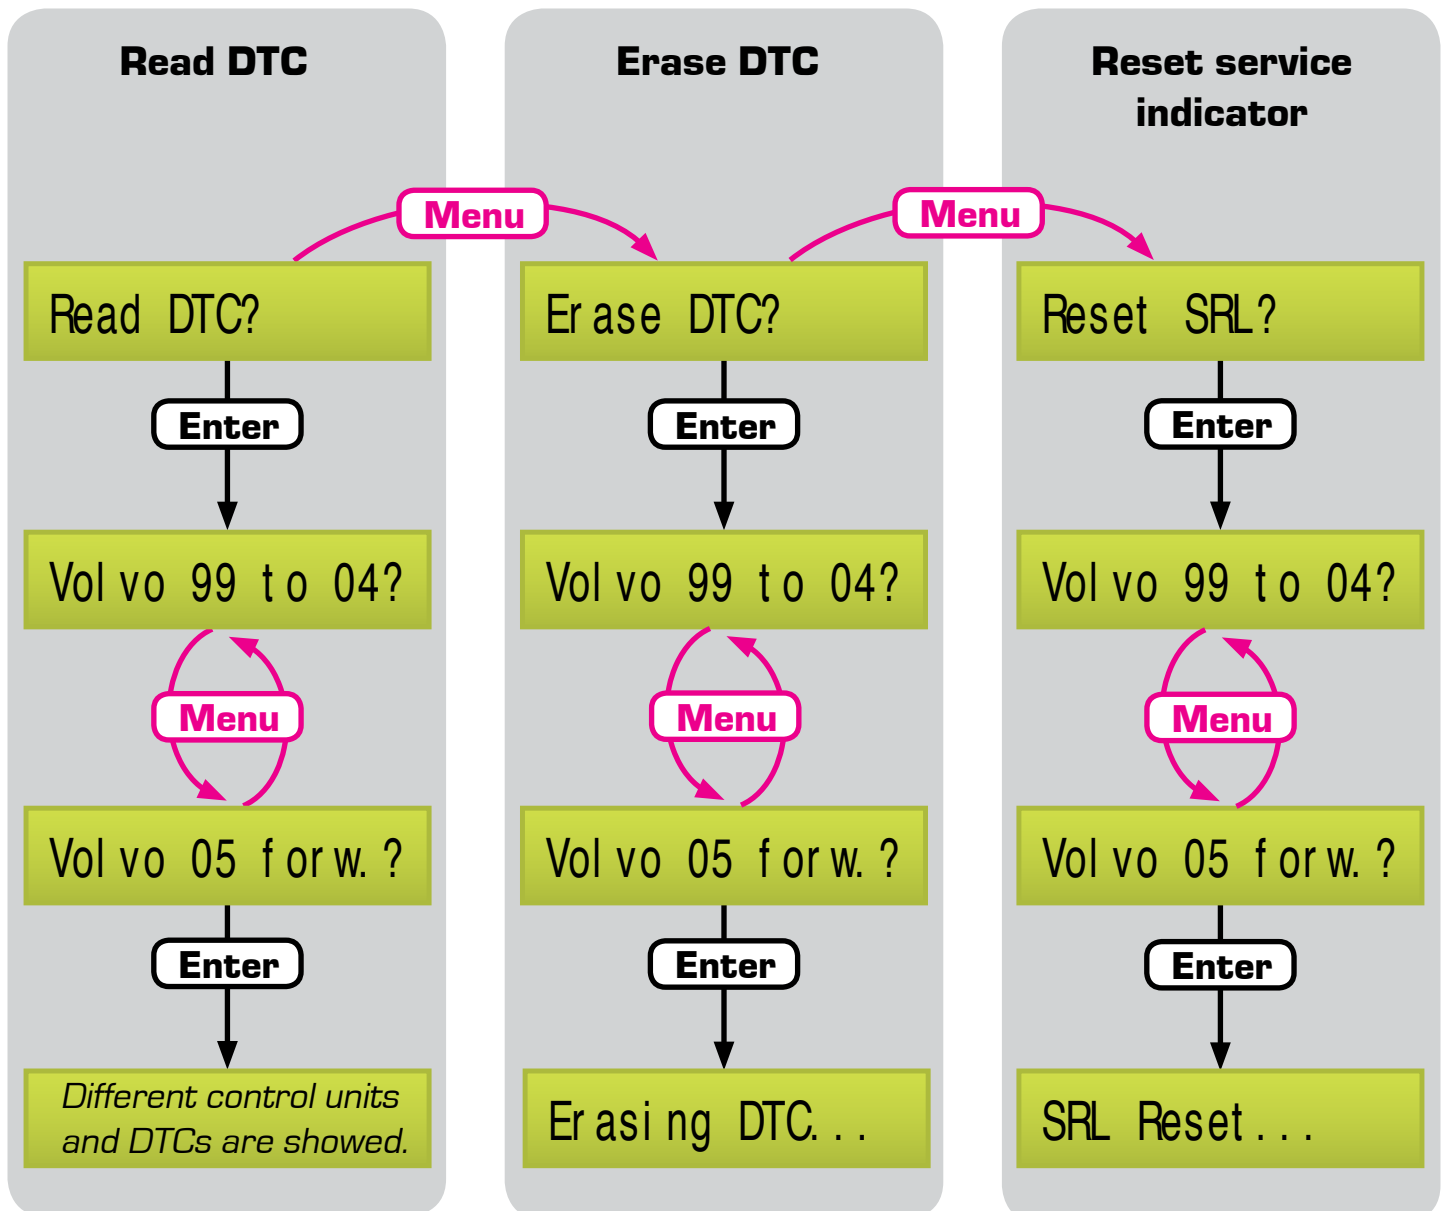 Read DTC
Menu
Read DTC?
Enter
Volvo 99 to 04?
Menu
Volvo 05 forw.?
Enter
Different control units
and DTCs are showed.
Erase DTC
Menu
Erase DTC?
Enter
Volvo 99 to 04?
Menu
Volvo 05 forw.?
Enter
Erasing DTC...
Reset service
indicator
Reset SRL?
Enter
Volvo 99 to 04?
Menu
Volvo 05 forw.?
Enter
SRL Reset...